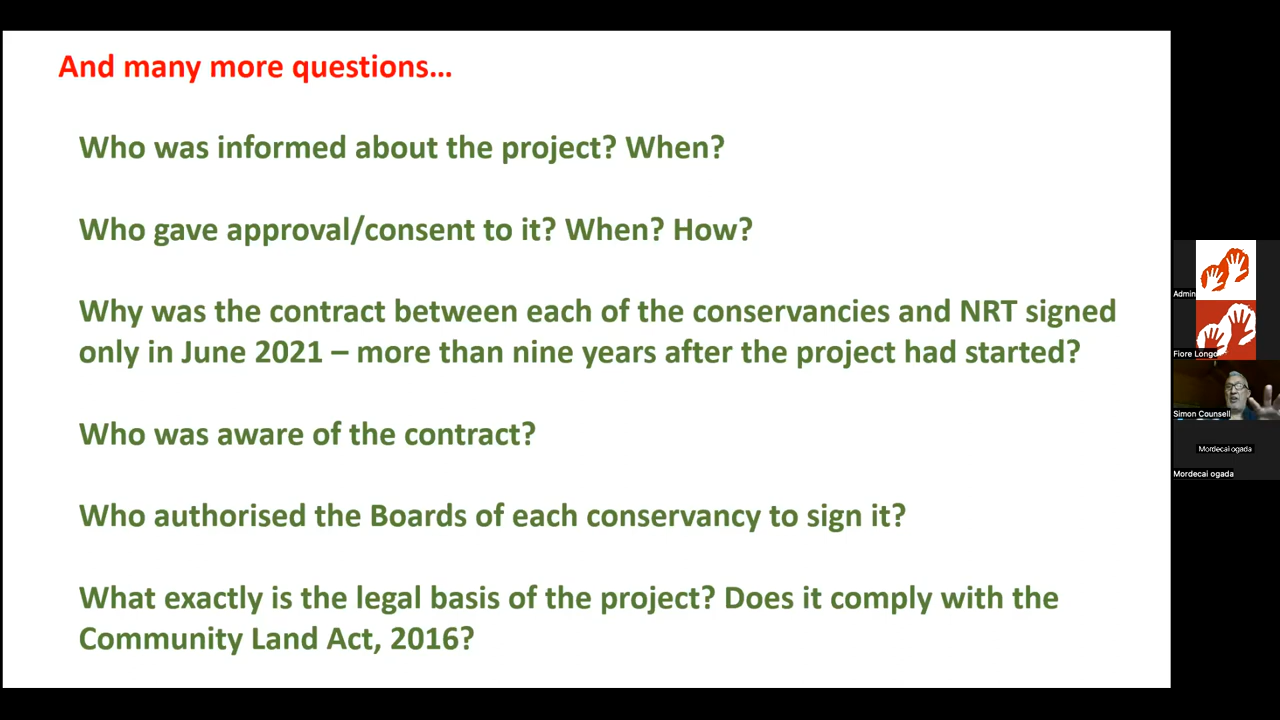 And many more questions...
Who was informed about the project? When?
Who gave approval/consent to it? When? How?
Why was the contract between each of the conservancies and NRT signed
only in June 2021 – more than nine years after the project had started?
Who was aware of the contract?
Who authorised the Boards of each conservancy to sign it?
What exactly is the legal basis of the project? Does it comply with the
Community Land Act, 2016?
Admin
Fiore Longo
Simon Counsell
Mordecai ogada
Mordecai ogada